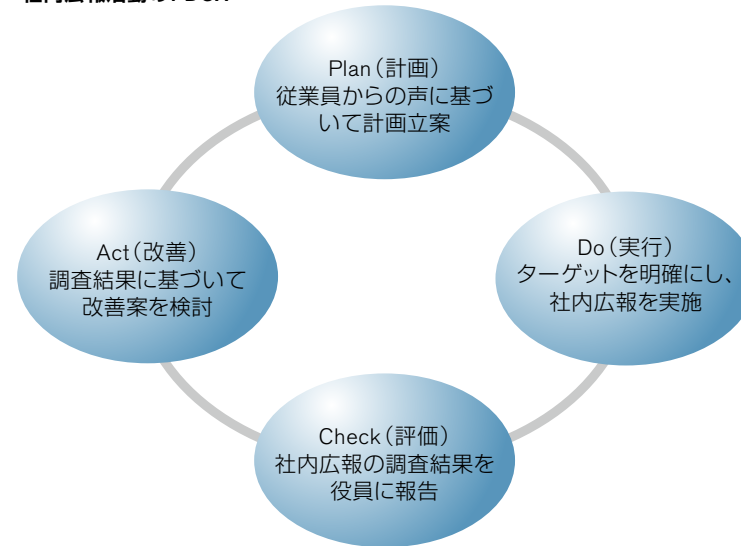 Plan(計画)
従業員からの声に基づ
いて計画立案
Do(実行)
ターゲットを明確にし、
社内広報を実施
Check(評価)
社内広報の調査結果を
役員に報告
Act(改善)
調査結果に基づいて
改善案を検討